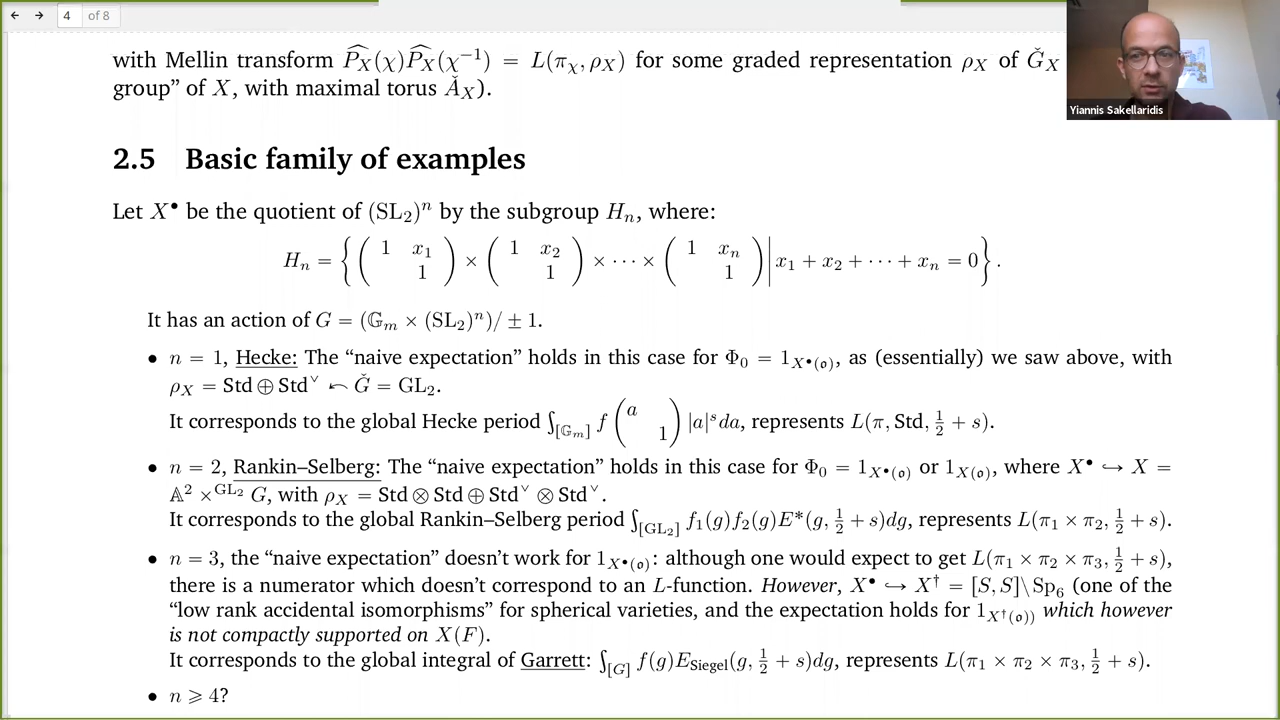 4 of 8
with Mellin transform $\widehat{P_X}(\chi)\widehat{P_X}(\chi^{-1}) = L(\pi_\chi, \rho_X)$ for some graded representation $\rho_X$ of $\check{G}_X$
group” of $X$, with maximal torus $\check{A}_X$).
Yiannis Sakellaridis
2.5 Basic family of examples
Let $X^\bullet$ be the quotient of $(\mathrm{SL}_2)^n$ by the subgroup $H_n$, where:
$H_n = \left\{ \begin{pmatrix} 1 & x_1 \\ & 1 \end{pmatrix} \times \begin{pmatrix} 1 & x_2 \\ & 1 \end{pmatrix} \times \cdots \times \begin{pmatrix} 1 & x_n \\ & 1 \end{pmatrix} \middle| x_1 + x_2 + \cdots + x_n = 0 \right\}.$
It has an action of $G = (\mathbb{G}_m \times (\mathrm{SL}_2)^n)/\pm 1$.
• $n = 1$, Hecke: The “naive expectation” holds in this case for $\Phi_0 = 1_{X^\bullet(\mathfrak{o})}$, as (essentially) we saw above, with
$\rho_X = \mathsf{Std} \oplus \mathsf{Std}^\vee \curvearrowleft \check{G} = \mathrm{GL}_2$.
It corresponds to the global Hecke period $\int_{[\mathbb{G}_m]} f \begin{pmatrix} a & \\ & 1 \end{pmatrix} |a|^s da$, represents $L(\pi, \mathsf{Std}, \frac{1}{2} + s)$.
• $n = 2$, Rankin–Selberg: The “naive expectation” holds in this case for $\Phi_0 = 1_{X^\bullet(\mathfrak{o})}$ or $1_{X(\mathfrak{o})}$, where $X^\bullet \hookrightarrow X =$
$\mathbb{A}^2 \times^{\mathrm{GL}_2} G$, with $\rho_X = \mathsf{Std} \otimes \mathsf{Std} \oplus \mathsf{Std}^\vee \otimes \mathsf{Std}^\vee$.
It corresponds to the global Rankin–Selberg period $\int_{[\mathrm{GL}_2]} f_1(g) f_2(g) E^*(g, \frac{1}{2} + s) dg$, represents $L(\pi_1 \times \pi_2, \frac{1}{2} + s)$.
• $n = 3$, the “naive expectation” doesn’t work for $1_{X^\bullet(\mathfrak{o})}$: although one would expect to get $L(\pi_1 \times \pi_2 \times \pi_3, \frac{1}{2} + s)$,
there is a numerator which doesn’t correspond to an $L$-function. However, $X^\bullet \hookrightarrow X^\dagger = [S, S] \backslash \mathrm{Sp}_6$ (one of the
“low rank accidental isomorphisms” for spherical varieties, and the expectation holds for $1_{X^\dagger(\mathfrak{o}))}$ which however
is not compactly supported on $X(F)$.
It corresponds to the global integral of Garrett: $\int_{[G]} f(g) E_{\mathsf{Siegel}}(g, \frac{1}{2} + s) dg$, represents $L(\pi_1 \times \pi_2 \times \pi_3, \frac{1}{2} + s)$.
• $n \geqslant 4$?